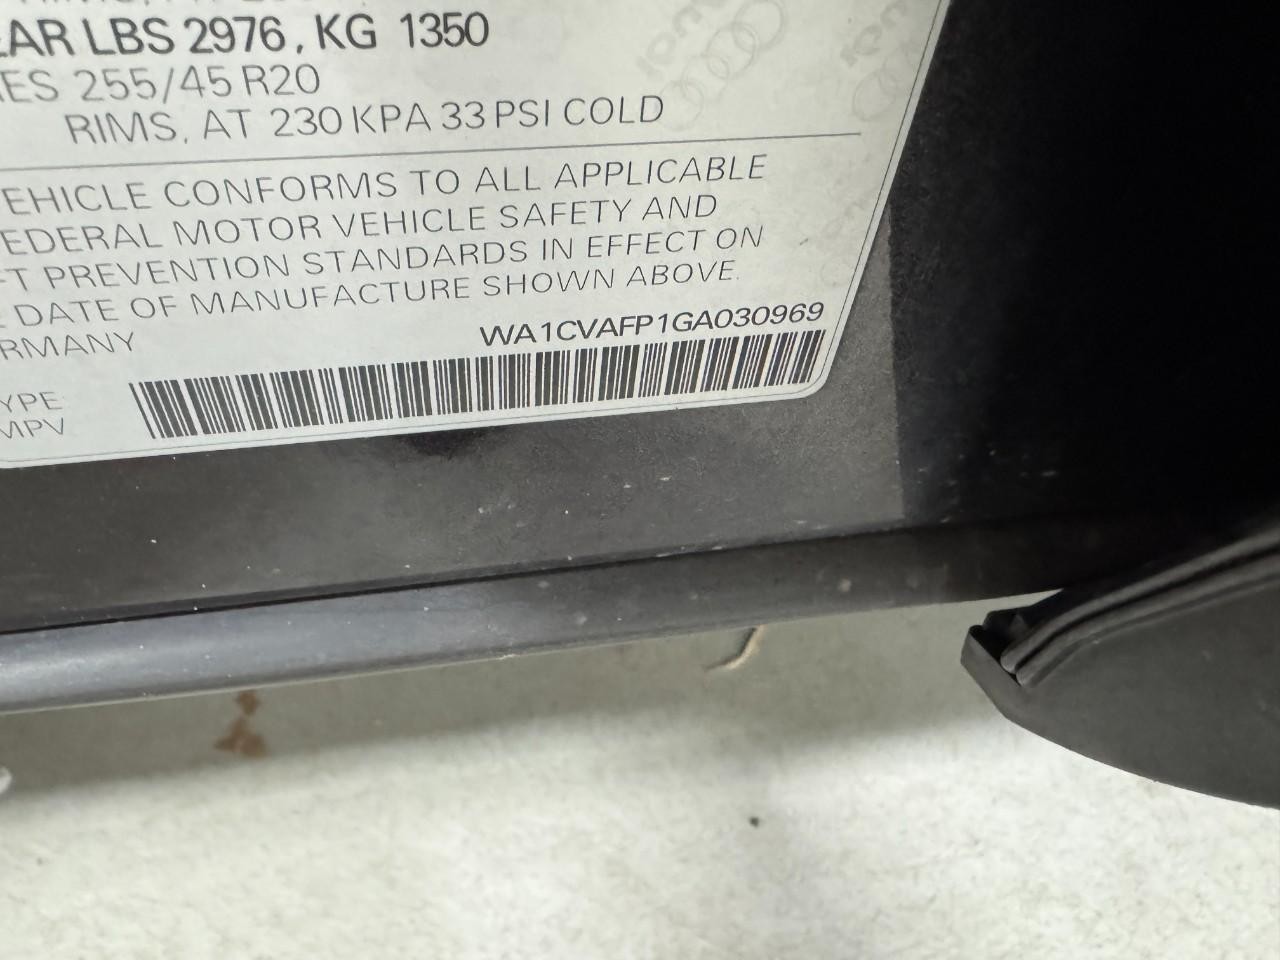 EAR LBS 2976, KG 1350
ES 255/45 R20
RIMS, AT 230 KPA 33 PSI COLD
EHICLE CONFORMS TO ALL APPLICABLE
EDERAL MOTOR VEHICLE SAFETY AND
FT PREVENTION STANDARDS IN EFFECT ON
DATE OF MANUFACTURE SHOWN ABOVE.
RMANY
WA1CVAFP1GA030969
YPE
MPV